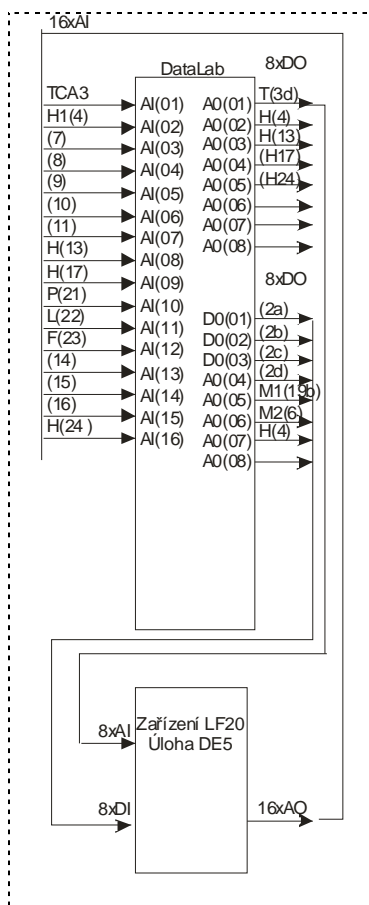 16xAI
DataLab
8xDO
TCA3 AI(01) A0(01) T(3d)
H1(4) AI(02) A0(02) H(4)
(7) AI(03) A0(03) H(13)
(8) AI(04) A0(04) (H17)
(9) AI(05) A0(05) (H24)
(10) AI(06) A0(06)
(11) AI(07) A0(07)
H(13) AI(08) A0(08)
H(17) AI(09) 8xDO
P(21) AI(10) D0(01) (2a)
L(22) AI(11) D0(02) (2b)
F(23) AI(12) D0(03) (2c)
(14) AI(13) A0(04) (2d)
(15) AI(14) A0(05) M1(19b)
(16) AI(15) A0(06) M2(6)
H(24 ) AI(16) A0(07) H(4)
A0(08)
Zařízení LF20
8xAI Úloha DE5
8xDI 16xAO